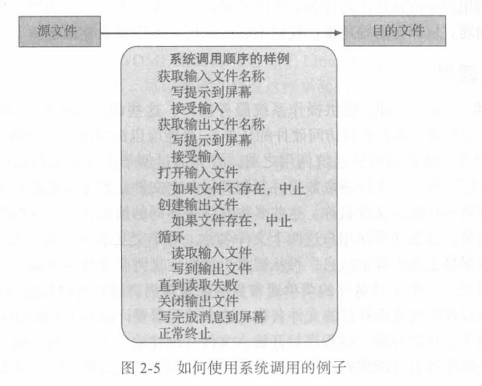 源文件
目的文件
系统调用顺序的样例
获取输入文件名称
写提示到屏幕
接受输入
获取输出文件名称
写提示到屏幕
接受输入
打开输入文件
如果文件不存在，中止
创建输出文件
如果文件存在，中止
循环
读取输入文件
写到输出文件
直到读取失败
关闭输出文件
写完成消息到屏幕
正常终止
图 2-5 如何使用系统调用的例子